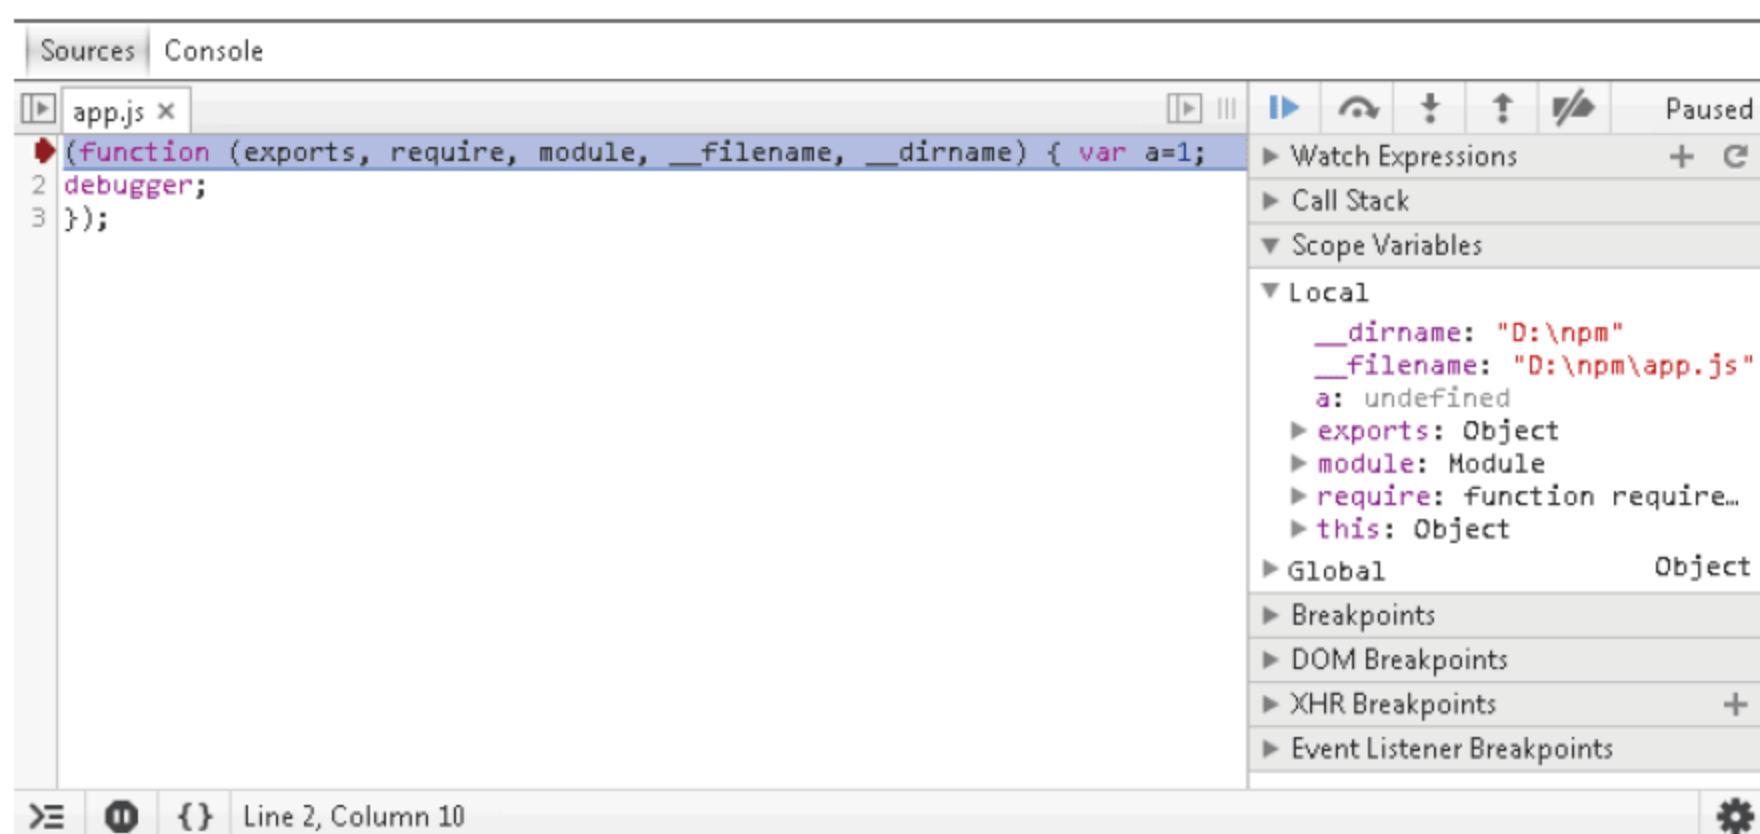 Sources Console
app.js ×
Paused
(function (exports, require, module, __filename, __dirname) { var a=1;
2 debugger;
3 });
Watch Expressions
Call Stack
Scope Variables
Local
__dirname: "D:\npm"
__filename: "D:\npm\app.js"
a: undefined
exports: Object
module: Module
require: function require…
this: Object
Global Object
Breakpoints
DOM Breakpoints
XHR Breakpoints
Event Listener Breakpoints
{} Line 2, Column 10